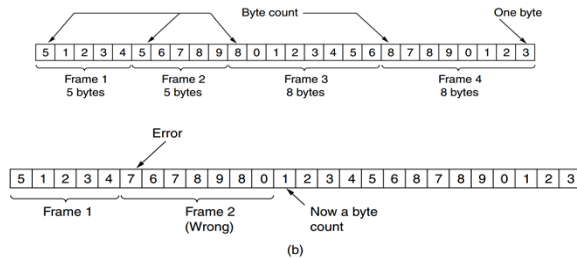 Byte count One byte
5 1 2 3 4 5 6 7 8 9 8 0 1 2 3 4 5 6 8 7 8 9 0 1 2 3
Frame 1 Frame 2 Frame 3 Frame 4
5 bytes 5 bytes 8 bytes 8 bytes
Error
5 1 2 3 4 7 6 7 8 9 8 0 1 2 3 4 5 6 8 7 8 9 0 1 2 3
Frame 1 Frame 2 Now a byte
(Wrong) count
(b)